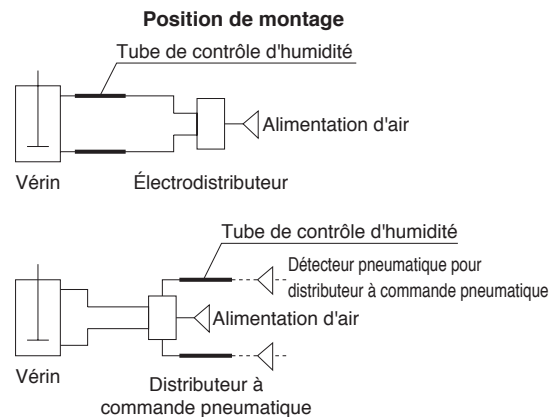 Position de montage
Tube de contrôle d'humidité
Alimentation d'air
Vérin
Électrodistributeur
Tube de contrôle d'humidité
Détecteur pneumatique pour
distributeur à commande pneumatique
Alimentation d'air
Vérin
Distributeur à
commande pneumatique